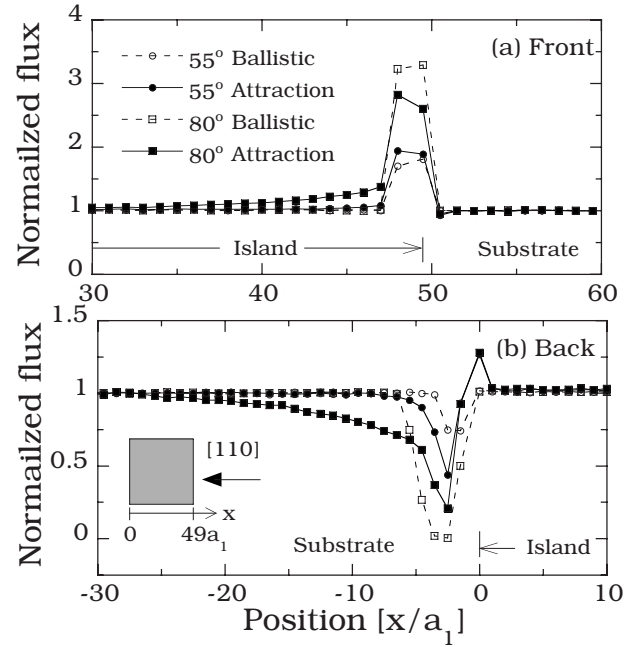 4
3
2
1
0
Normailzed flux
(a) Front
55° Ballistic
55° Attraction
80° Ballistic
80° Attraction
Island
Substrate
30
40
50
60
1.5
1
0.5
0
Normailzed flux
(b) Back
[110]
x
0
49a1
Substrate
Island
-30
-20
-10
0
10
Position [x/a1]